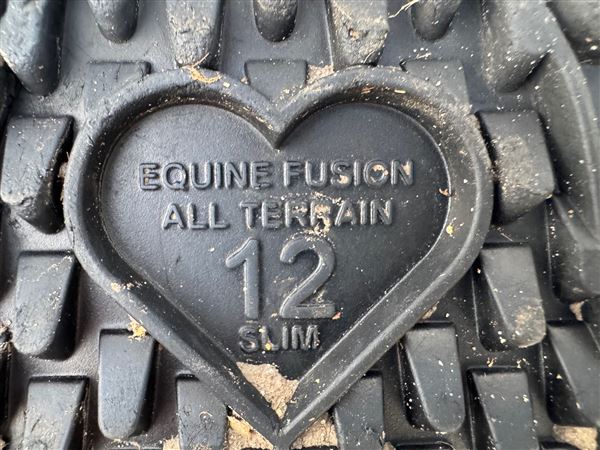 EQUINE FUSION
ALL TERRAIN
12
SLIM